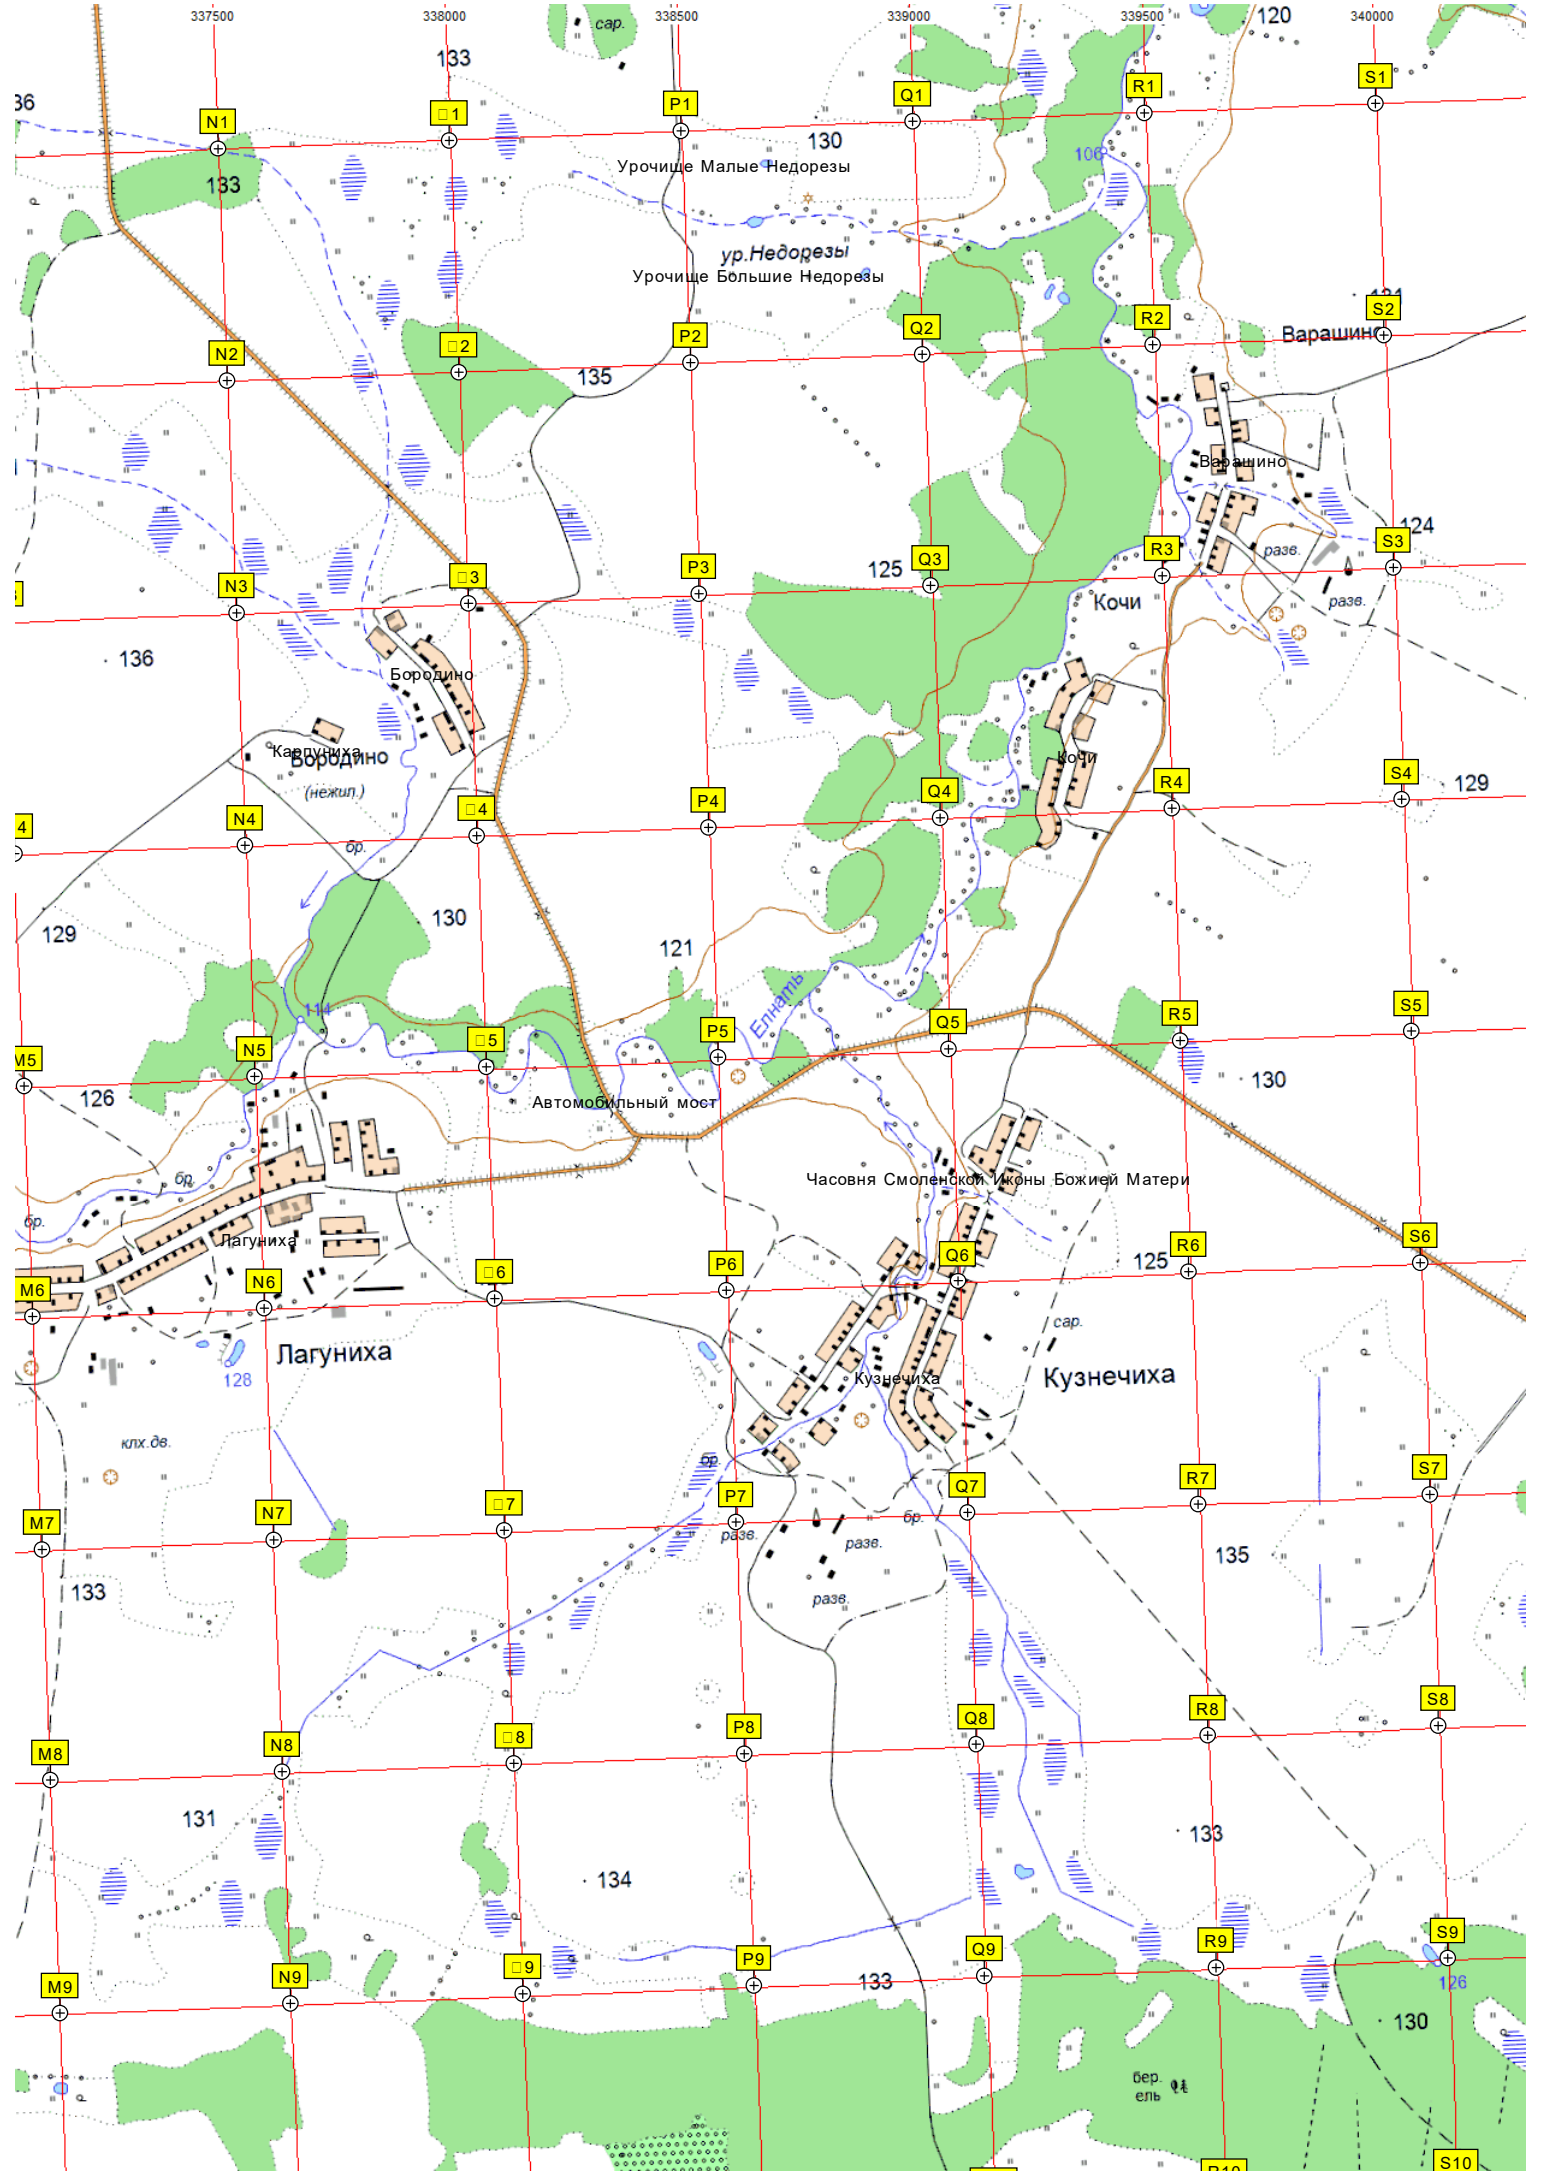 337500 338000 338500 339000 339500 340000
120
сар.
133
36
S1
R1
Q1
P1
□1
N1
130
106
Урочище Малые Недорезы
133
ур.Недорезы
Урочище Большие Недорезы
S2
R2
Варашино
Q2
P2
□2
N2
135
Варашино
124
S3
R3
разв.
Q3
125
P3
□3
N3
разв.
Кочи
136
Бородино
Карпуниха
Бородино
Кочи
(нежил.)
S4
129
R4
Q4
P4
□4
N4
4
бр.
130
129
121
Елнать
114
S5
R5
Q5
P5
□5
N5
M5
130
126
Автомобильный мост
бр.
Часовня Смоленской Иконы Божией Матери
бр.
Лагуниха
S6
R6
125
Q6
P6
□6
N6
M6
сар.
Лагуниха
128
Кузнечиха
Кузнечиха
клх.дв.
бр.
S7
R7
Q7
P7
□7
N7
M7
бр.
разв.
разв.
135
133
разв.
S8
R8
Q8
P8
□8
N8
M8
131
133
134
S9
R9
Q9
P9
□9
N9
M9
133
126
130
бер.
ель
S10
R10